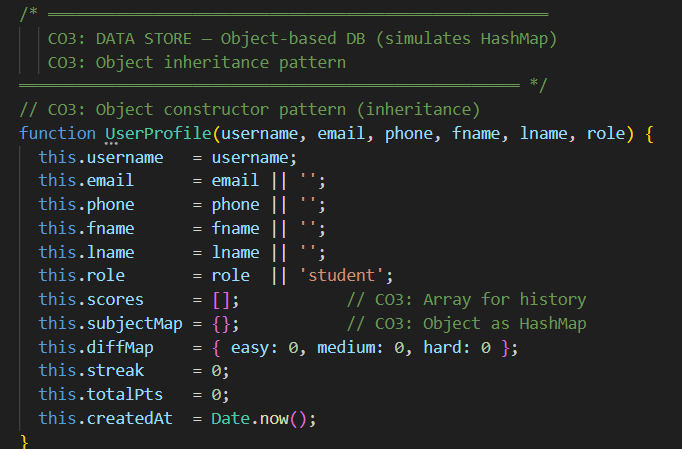 /* ══════════════════════════════════════════════════
CO3: DATA STORE — Object-based DB (simulates HashMap)
CO3: Object inheritance pattern
══════════════════════════════════════════════════ */
// CO3: Object constructor pattern (inheritance)
function UserProfile(username, email, phone, fname, lname, role) {
  this.username   = username;
  this.email      = email || '';
  this.phone      = phone || '';
  this.fname      = fname || '';
  this.lname      = lname || '';
  this.role       = role  || 'student';
  this.scores     = [];          // CO3: Array for history
  this.subjectMap = {};          // CO3: Object as HashMap
  this.diffMap    = { easy: 0, medium: 0, hard: 0 };
  this.streak     = 0;
  this.totalPts   = 0;
  this.createdAt  = Date.now();
}